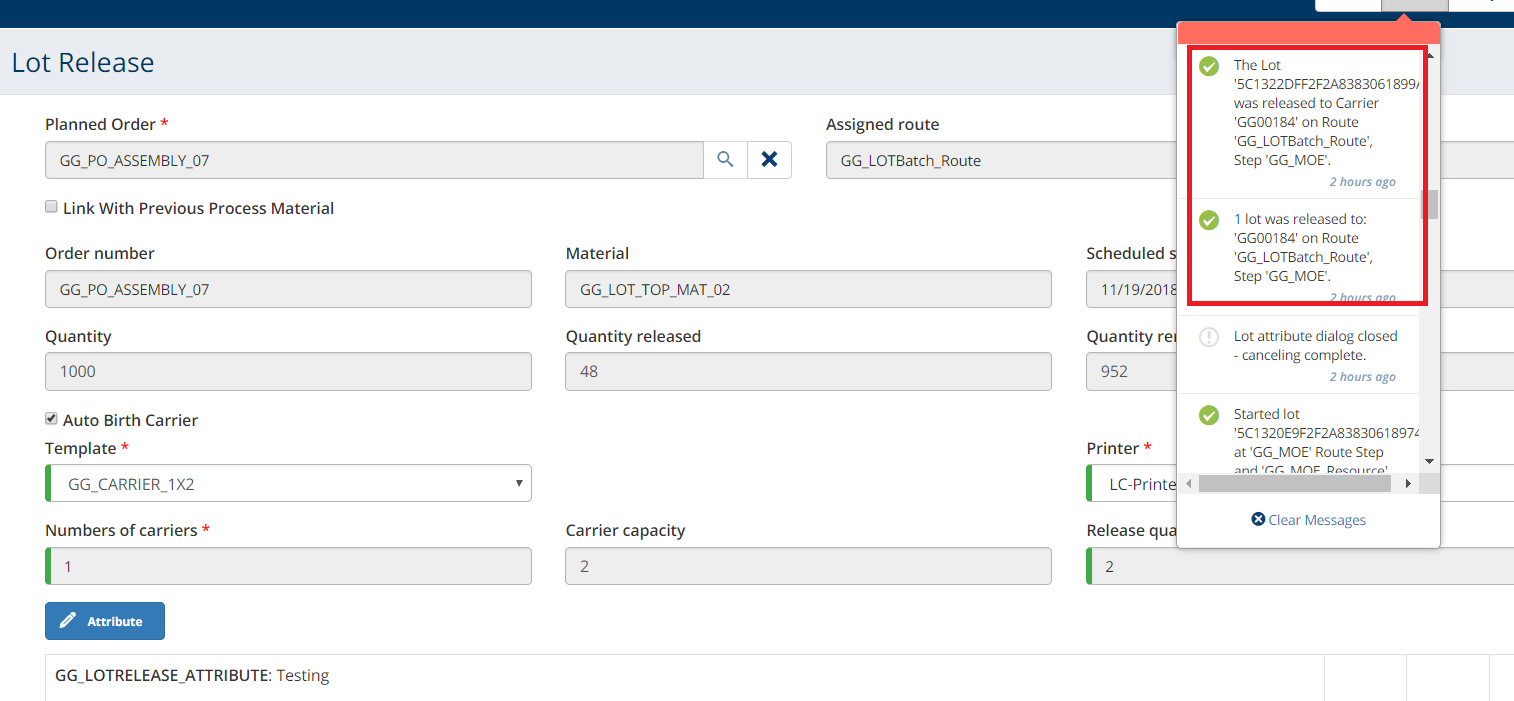 Lot Release
Planned Order *
Assigned route
GG_PO_ASSEMBLY_07
GG_LOTBatch_Route
Link With Previous Process Material
Order number
Material
Scheduled s
GG_PO_ASSEMBLY_07
GG_LOT_TOP_MAT_02
11/19/2018
Quantity
Quantity released
Quantity re
1000
48
952
Auto Birth Carrier
Template *
Printer *
GG_CARRIER_1X2
LC-Printe
Numbers of carriers *
Carrier capacity
Release qua
1
2
2
Attribute
GG_LOTRELEASE_ATTRIBUTE: Testing
The Lot
'5C1322DFF2F2A8383061899
was released to Carrier
'GG00184' on Route
'GG_LOTBatch_Route',
Step 'GG_MOE'.
2 hours ago
1 lot was released to:
'GG00184' on Route
'GG_LOTBatch_Route',
Step 'GG_MOE'.
2 hours ago
Lot attribute dialog closed
- canceling complete.
2 hours ago
Started lot
'5C1320E9F2F2A83830618974
at 'GG_MOE' Route Step
and 'GG_MOE_Resource'
Clear Messages